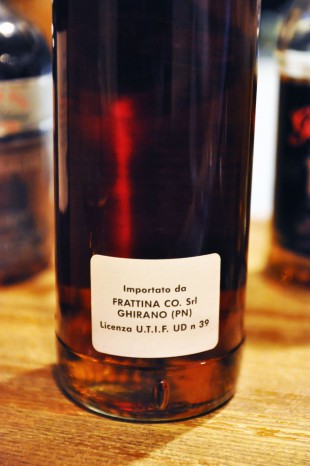 Importato da
FRATTINA CO. Srl
GHIRANO (PN)
Licenza U.T.I.F. UD n 39